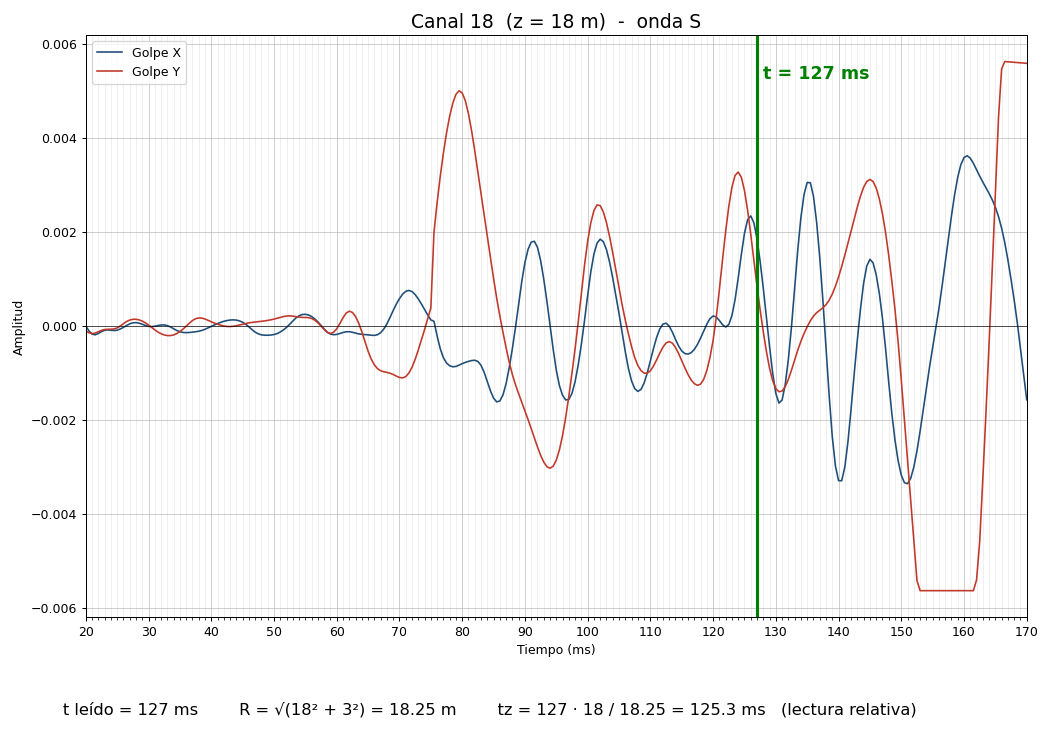 Canal 18 (z = 18 m) - onda S
Golpe X
Golpe Y
t = 127 ms
0.006
0.004
0.002
0.000
−0.002
−0.004
−0.006
Amplitud
20 30 40 50 60 70 80 90 100 110 120 130 140 150 160 170
Tiempo (ms)
t leído = 127 ms R = √(18² + 3²) = 18.25 m tz = 127 · 18 / 18.25 = 125.3 ms (lectura relativa)